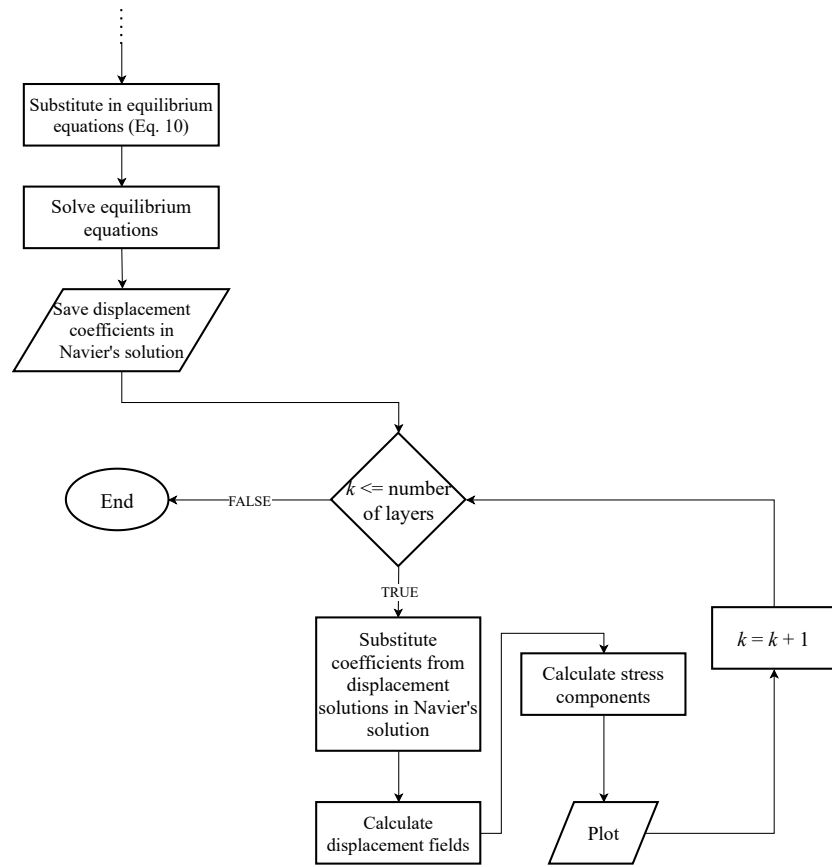 Substitute in equilibrium
equations (Eq. 10)
Solve equilibrium
equations
Save displacement
coefficients in
Navier's solution
k <= number
of layers
FALSE
End
TRUE
Substitute
coefficients from
displacement
solutions in Navier's
solution
Calculate
displacement fields
Calculate stress
components
Plot
k = k + 1